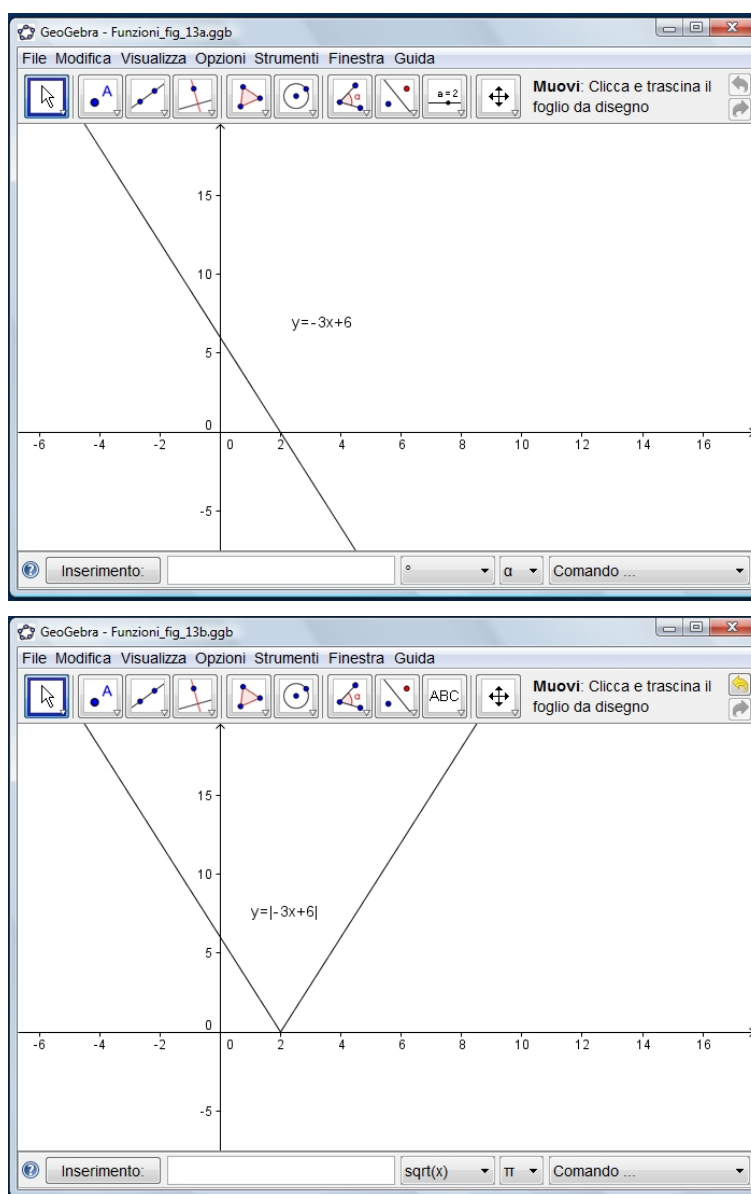 GeoGebra - Funzioni_fig_13a.ggb
File Modifica Visualizza Opzioni Strumenti Finestra Guida
A
α
a = 2
Muovi: Clicca e trascina il
foglio da disegno
15
10
y=-3x+6
5
0
-6 -4 -2 0 2 4 6 8 10 12 14 16
-5
Inserimento: ° α Comando ...
GeoGebra - Funzioni_fig_13b.ggb
File Modifica Visualizza Opzioni Strumenti Finestra Guida
A
α
ABC
Muovi: Clicca e trascina il
foglio da disegno
15
10
y=|-3x+6|
5
0
-6 -4 -2 0 2 4 6 8 10 12 14 16
-5
Inserimento: sqrt(x) π Comando ...